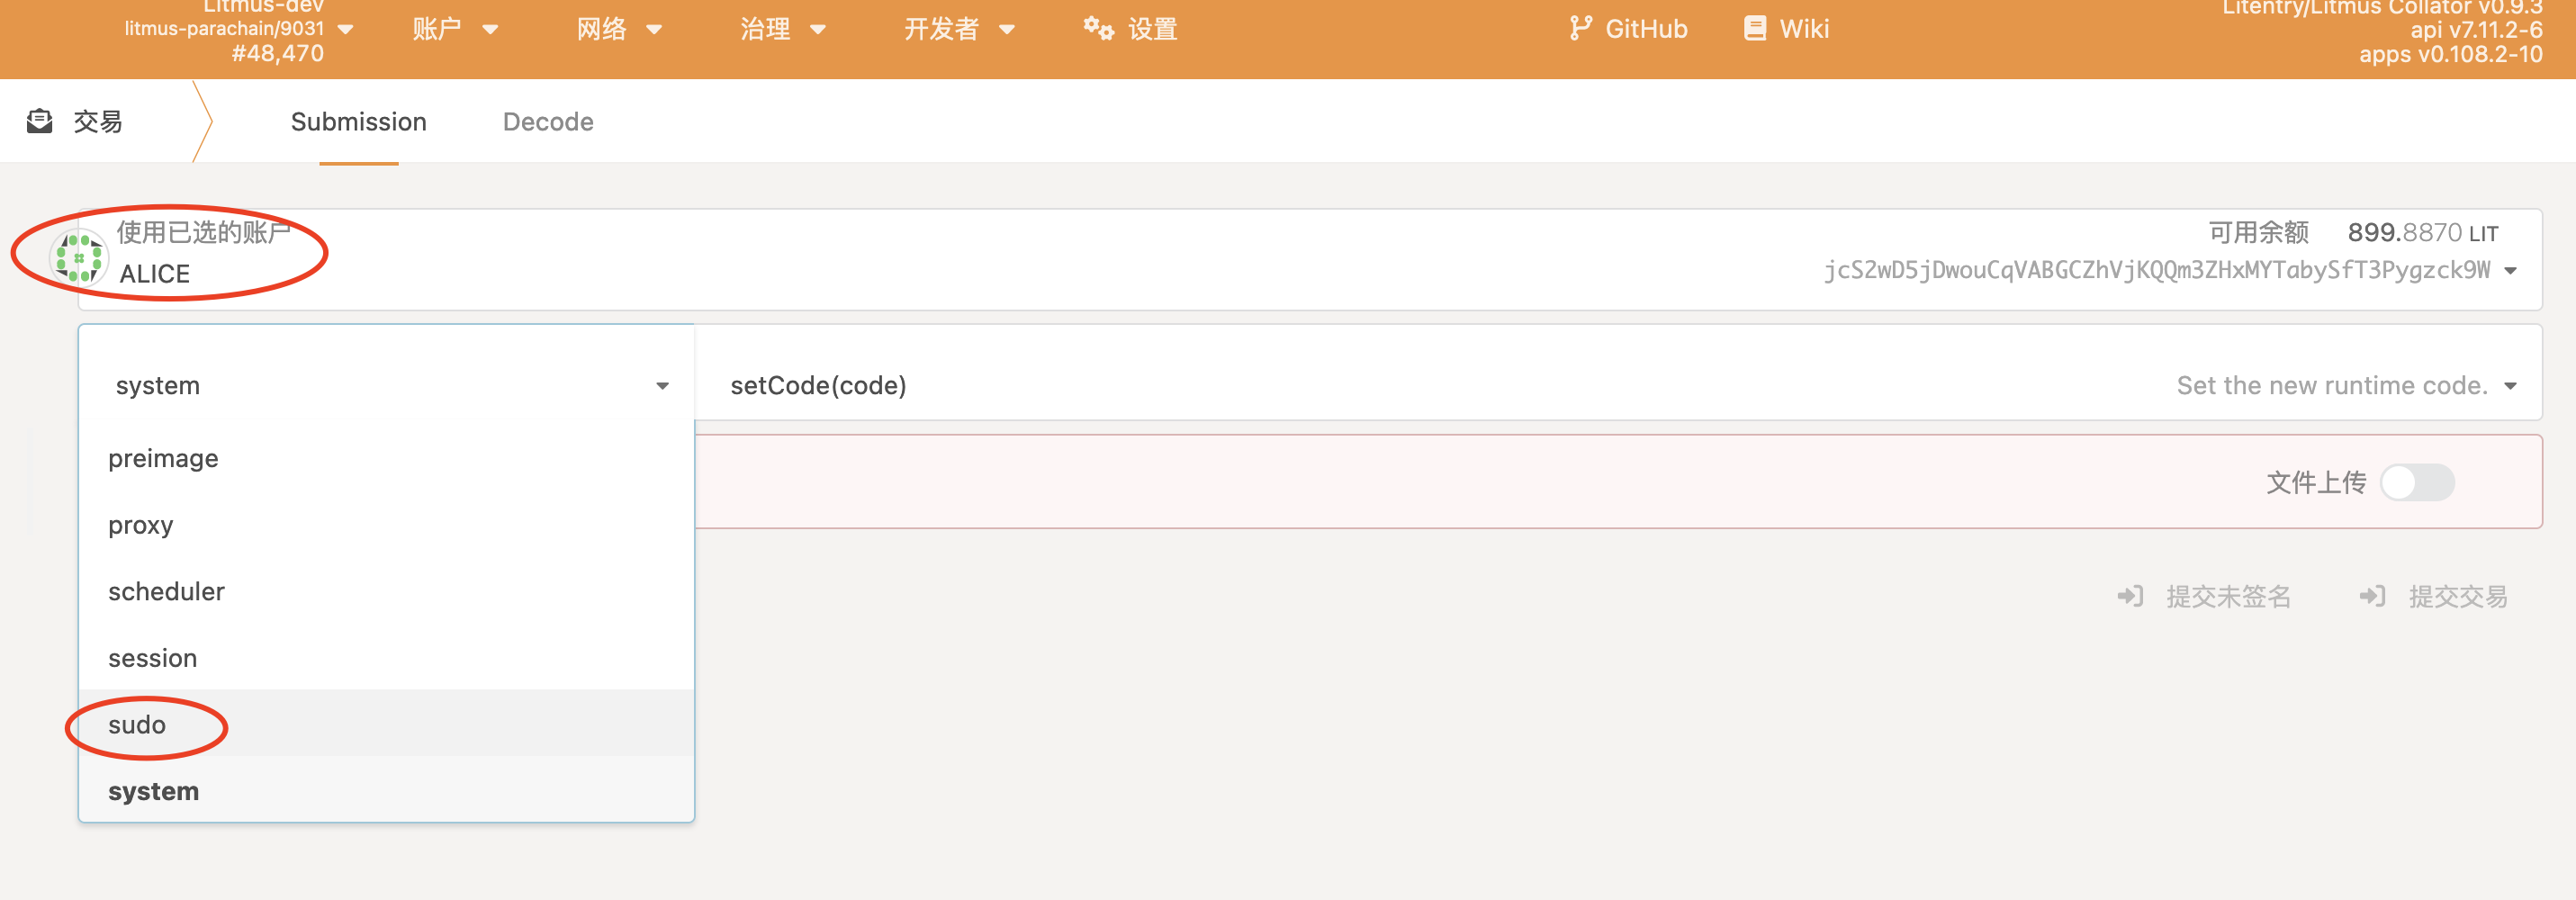 Litmus-dev
litmus-parachain/9031
#48,470
账户
网络
治理
开发者
设置
GitHub
Wiki
Litentry/Litmus Collator v0.9.3
api v7.11.2-6
apps v0.108.2-10
交易
Submission
Decode
使用已选的账户
ALICE
可用余额 899.8870 LIT
jcS2wD5jDwouCqVABGCZhVjKQQm3ZHxMYTabySfT3Pygzck9W
system
setCode(code)
Set the new runtime code.
preimage
proxy
scheduler
session
sudo
system
文件上传
提交未签名
提交交易